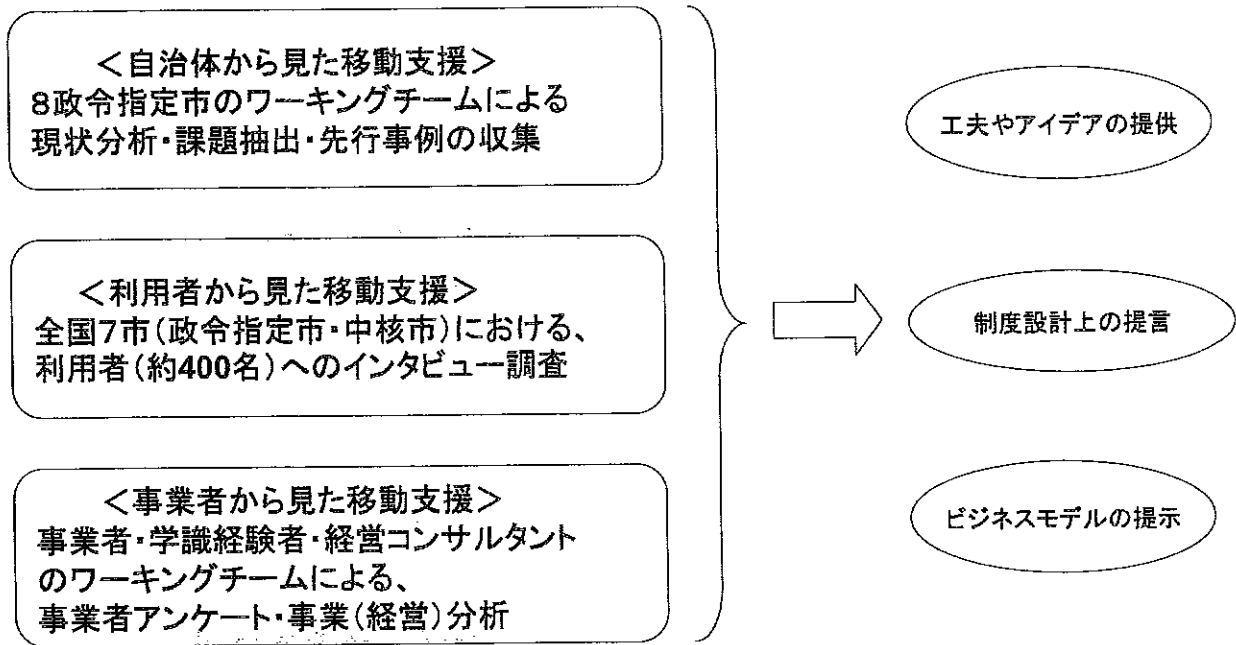 ＜自治体から見た移動支援＞
8政令指定市のワーキングチームによる
現状分析・課題抽出・先行事例の収集
＜利用者から見た移動支援＞
全国7市（政令指定市・中核市）における、
利用者（約400名）へのインタビュー調査
＜事業者から見た移動支援＞
事業者・学識経験者・経営コンサルタント
のワーキングチームによる、
事業者アンケート・事業（経営）分析
工夫やアイデアの提供
制度設計上の提言
ビジネスモデルの提示